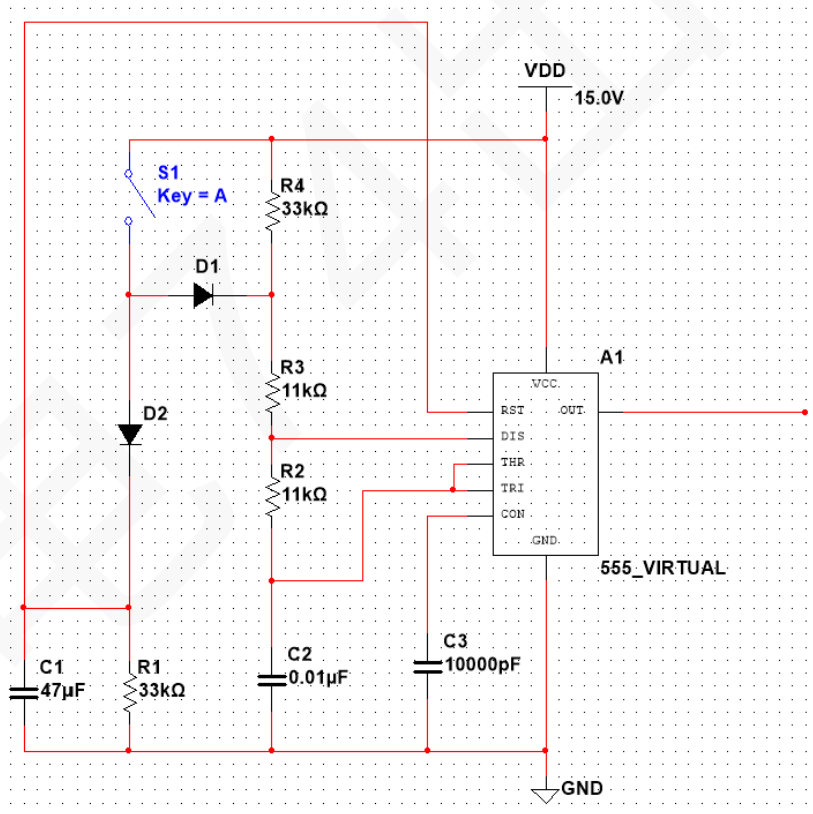 VDD
15.0V
S1
Key = A
R4
33kΩ
D1
R3
11kΩ
A1
VCC
RST
OUT
D2
DIS
THR
R2
11kΩ
TRI
CON
GND
555_VIRTUAL
C1
47µF
R1
33kΩ
C2
0.01µF
C3
10000pF
GND